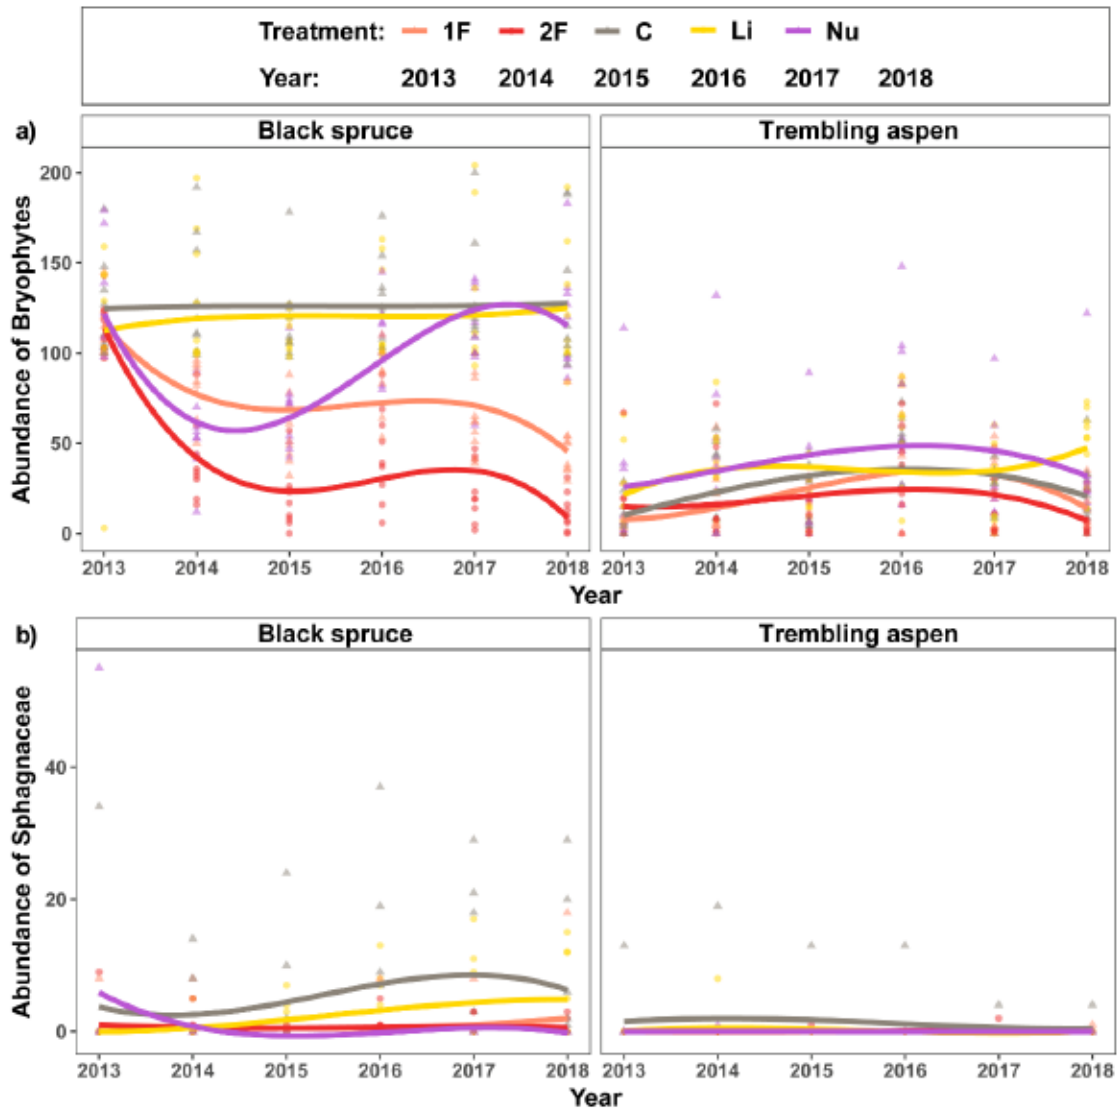 Treatment: 1F 2F C Li Nu
Year: 2013 2014 2015 2016 2017 2018
a)
Black spruce Trembling aspen
Abundance of Bryophytes
200
150
100
50
0
2013 2014 2015 2016 2017 2018 2013 2014 2015 2016 2017 2018
Year
b)
Black spruce Trembling aspen
Abundance of Sphagnaceae
40
20
0
2013 2014 2015 2016 2017 2018 2013 2014 2015 2016 2017 2018
Year